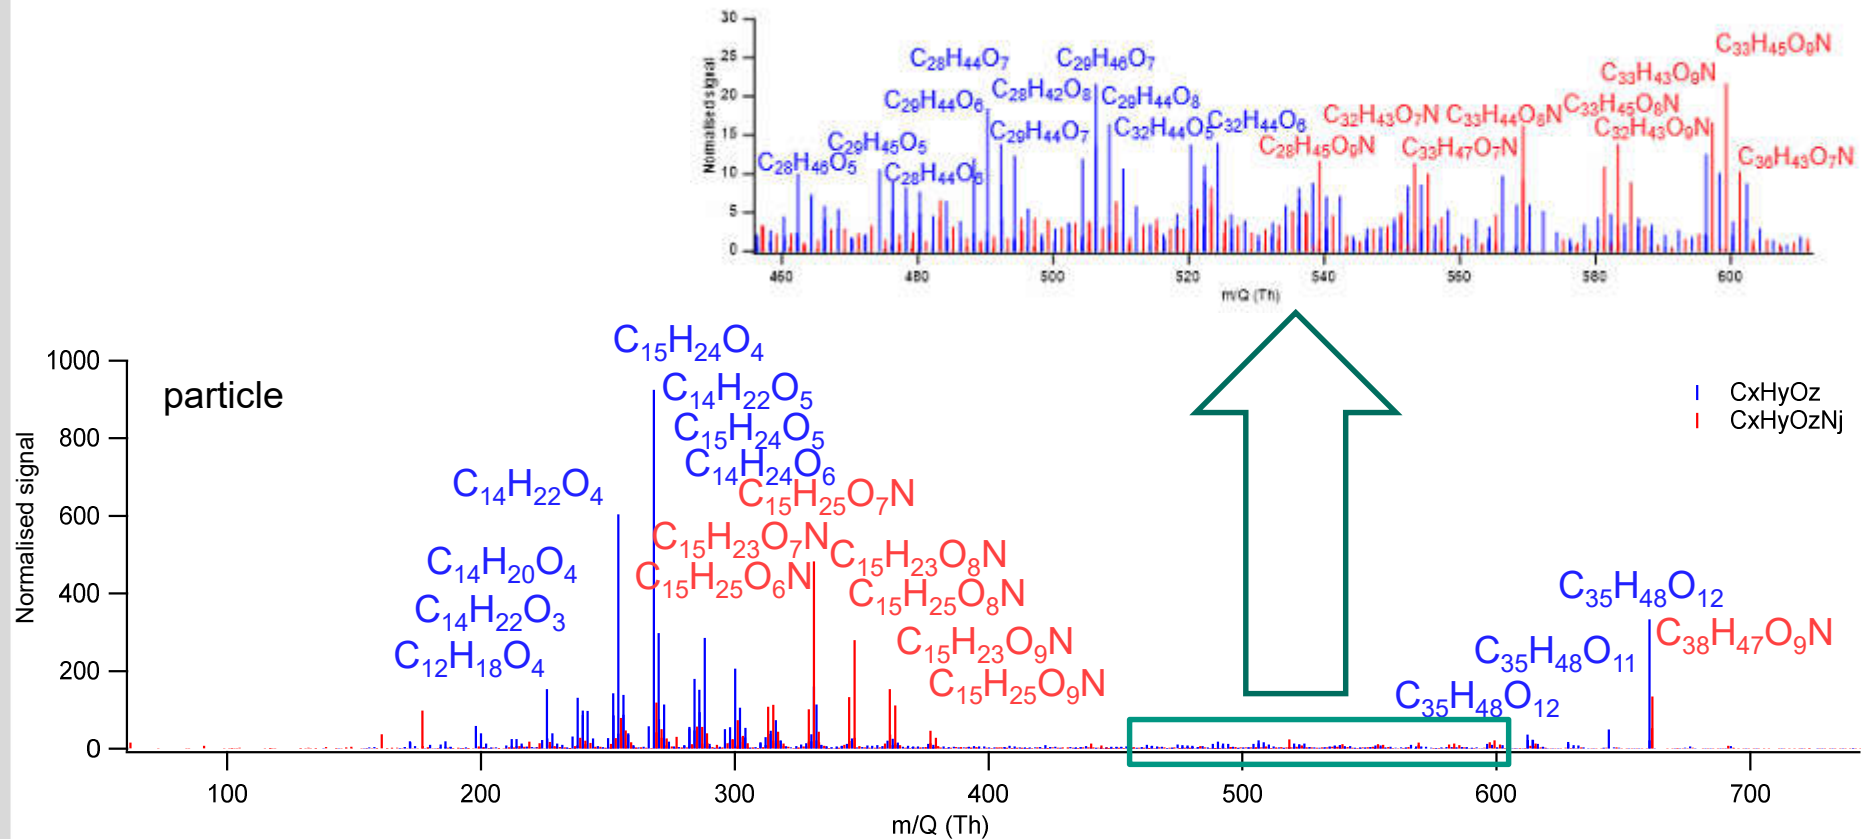 30
25
20
15
10
5
0
Normalised signal
C28H44O7
C29H46O7
C33H45O9N
C29H44O6
C28H42O8
C29H44O8
C33H43O9N
C29H45O5
C29H44O7
C32H44O5
C32H44O6
C32H43O7N
C33H44O8N
C33H45O8N
C32H43O9N
C28H46O5
C28H44O6
C28H45O9N
C33H47O7N
C36H43O7N
460 480 500 520 540 560 580 600
m/Q (Th)
particle
CxHyOz
CxHyOzNj
1000
800
600
400
200
0
Normalised signal
C15H24O4
C14H22O5
C15H24O5
C14H24O6
C14H22O4
C15H25O7N
C15H23O7N
C15H23O8N
C14H20O4
C15H25O6N
C15H25O8N
C14H22O3
C15H23O9N
C12H18O4
C15H25O9N
C35H48O12
C38H47O9N
C35H48O11
C35H48O12
100 200 300 400 500 600 700
m/Q (Th)